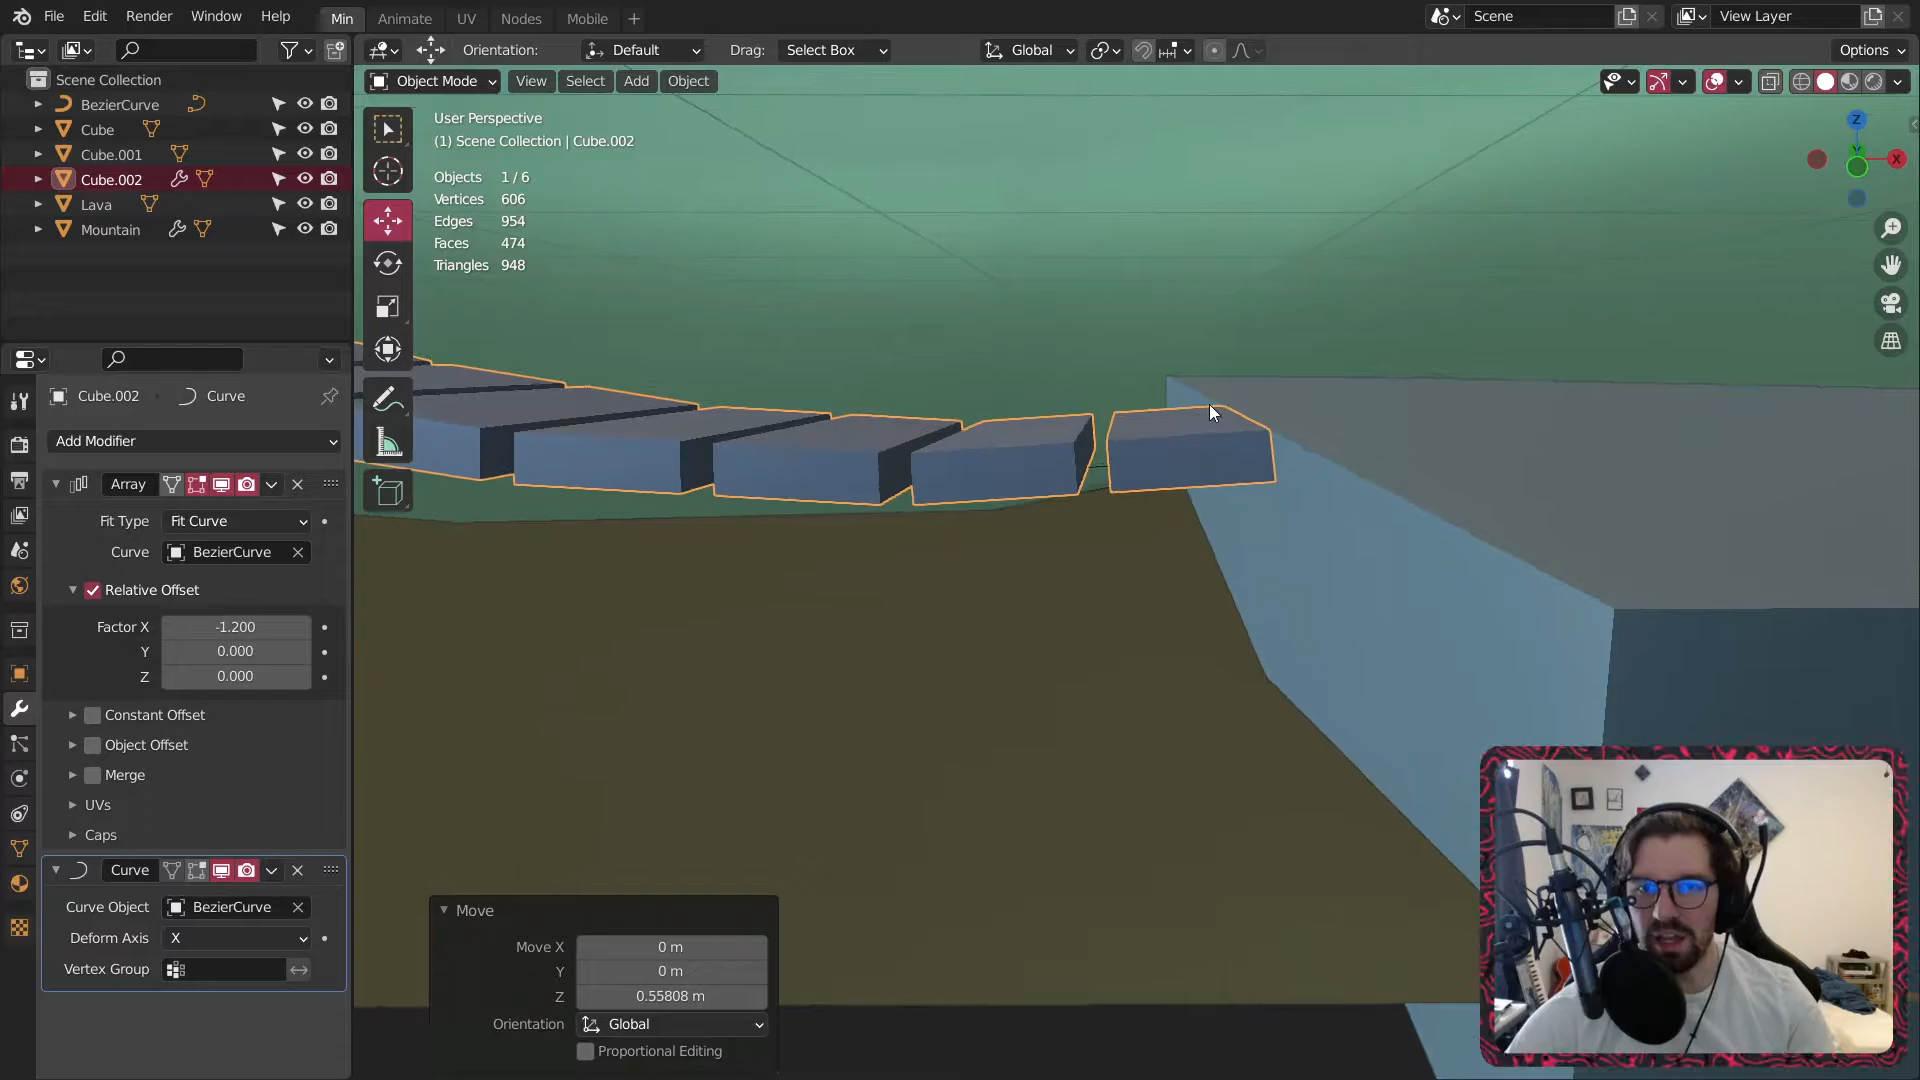 File Edit Render Window Help Min Animate UV Nodes Mobile + Scene View Layer
Orientation: Default Drag: Select Box Global Options
Scene Collection
BezierCurve
Cube
Cube.001
Cube.002
Lava
Mountain
Object Mode View Select Add Object
User Perspective
(1) Scene Collection | Cube.002
Objects 1 / 6
Vertices 606
Edges 954
Faces 474
Triangles 948
Z
Y
X
Cube.002 Curve
Add Modifier
Array
Fit Type Fit Curve
Curve BezierCurve
Relative Offset
Factor X -1.200
Y 0.000
Z 0.000
Constant Offset
Object Offset
Merge
UVs
Caps
Curve
Curve Object BezierCurve
Deform Axis X
Vertex Group
Move
Move X 0 m
Y 0 m
Z 0.55808 m
Orientation Global
Proportional Editing